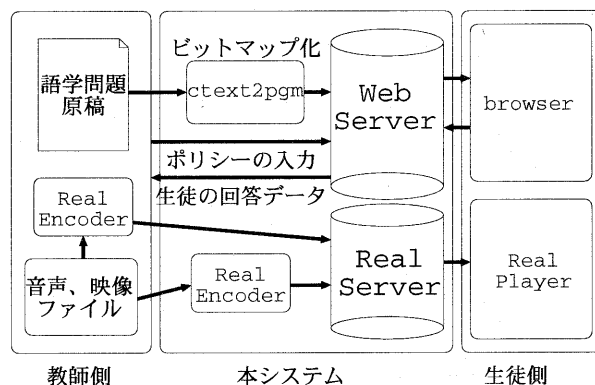 ビットマップ化
語学問題
原稿
ctext2pgm
Web
Server
browser
ポリシーの入力
生徒の回答データ
Real
Encoder
音声、映像
ファイル
Real
Encoder
Real
Server
Real
Player
教師側
本システム
生徒側